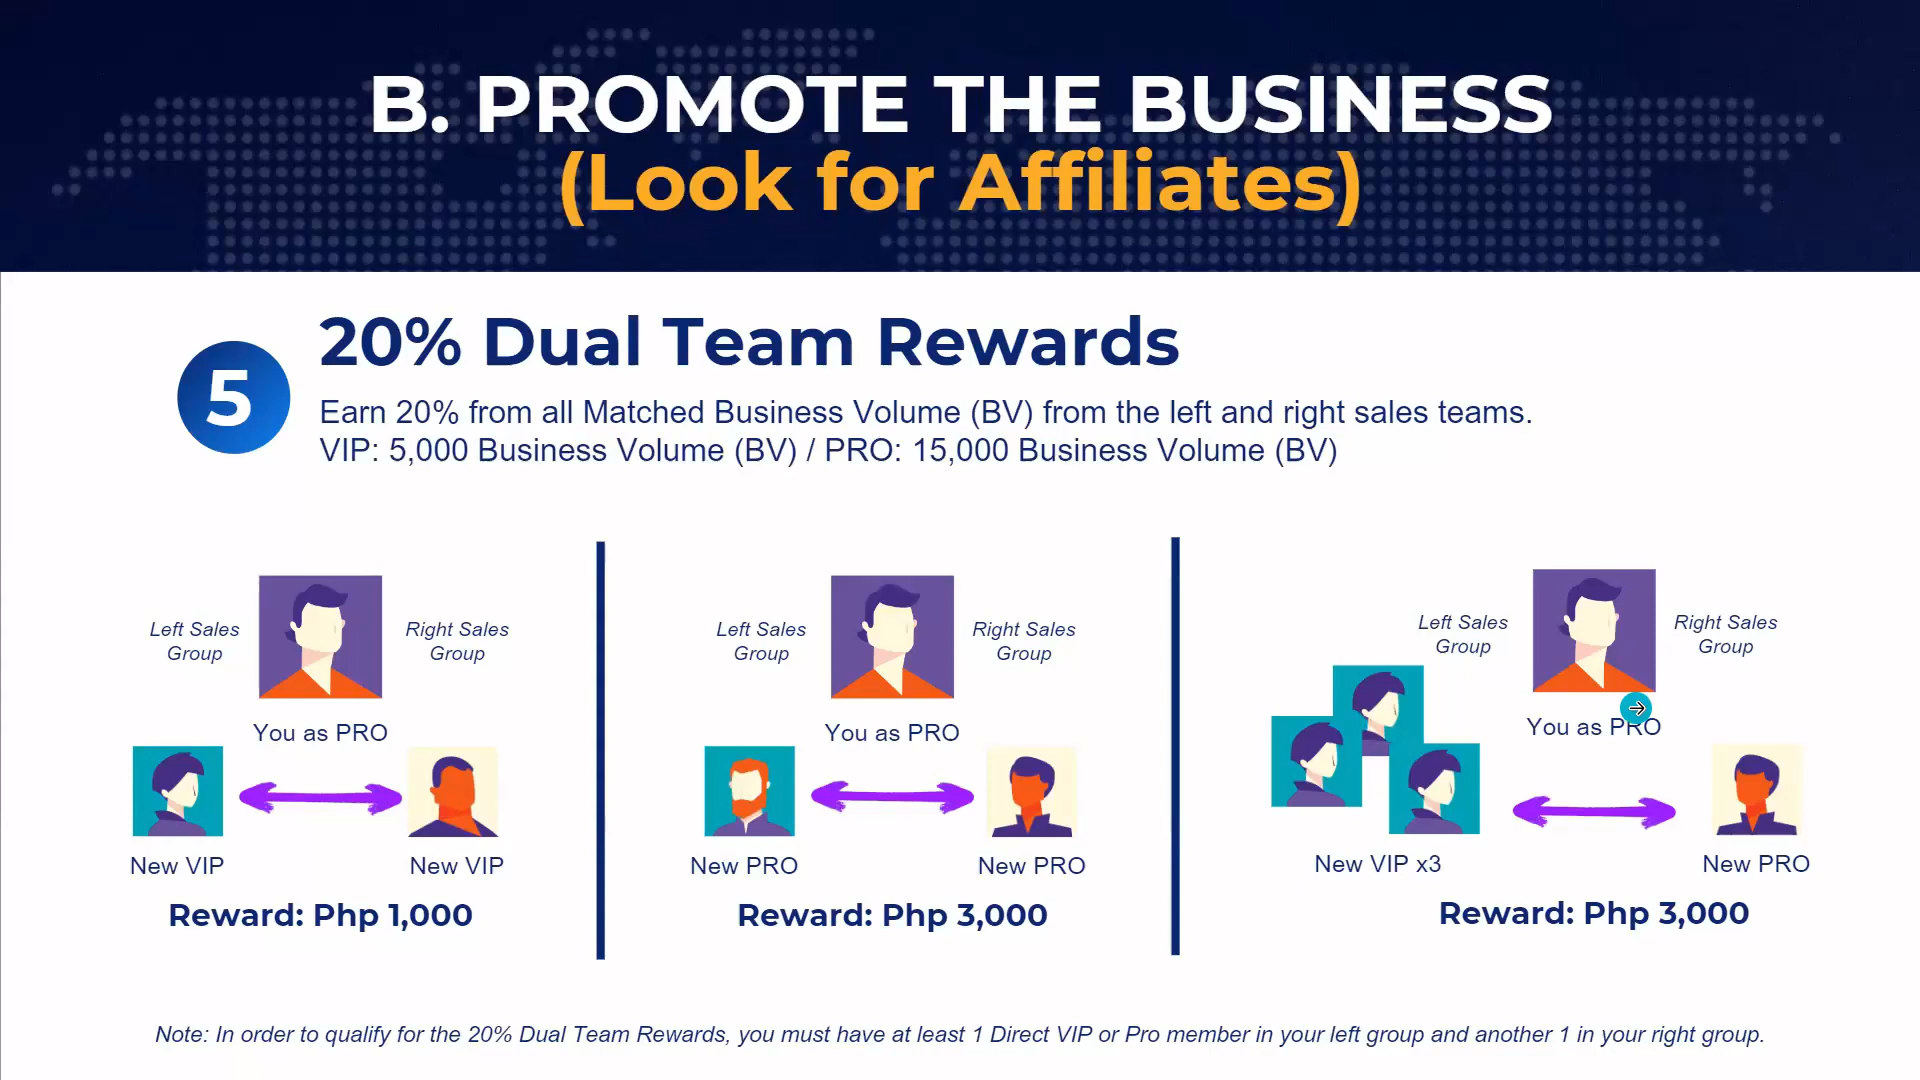 B. PROMOTE THE BUSINESS
(Look for Affiliates)
5
20% Dual Team Rewards
Earn 20% from all Matched Business Volume (BV) from the left and right sales teams.
VIP: 5,000 Business Volume (BV) / PRO: 15,000 Business Volume (BV)
Left Sales
Group
Right Sales
Group
You as PRO
New VIP
New VIP
Reward: Php 1,000
Left Sales
Group
Right Sales
Group
You as PRO
New PRO
New PRO
Reward: Php 3,000
Left Sales
Group
Right Sales
Group
You as PRO
New VIP x3
New PRO
Reward: Php 3,000
Note: In order to qualify for the 20% Dual Team Rewards, you must have at least 1 Direct VIP or Pro member in your left group and another 1 in your right group.